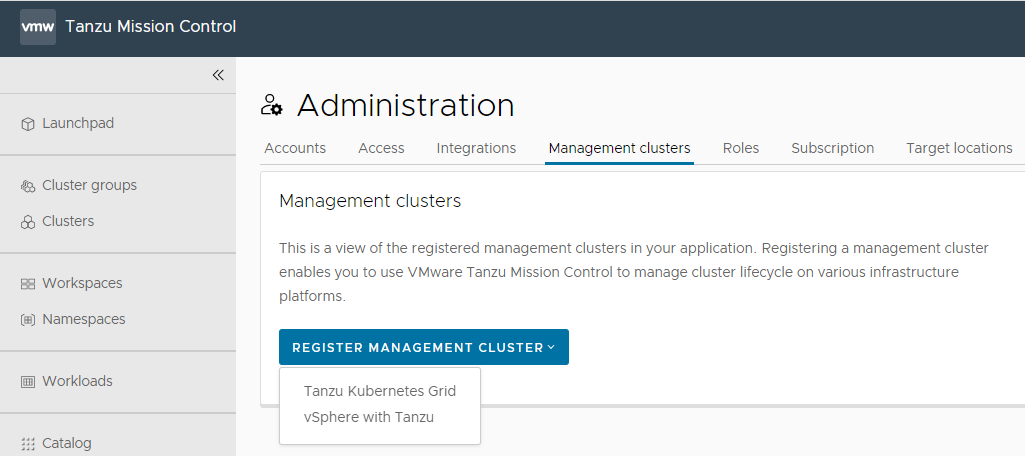 vmw Tanzu Mission Control
Launchpad
Cluster groups
Clusters
Workspaces
Namespaces
Workloads
Catalog
Administration
Accounts Access Integrations Management clusters Roles Subscription Target locations
Management clusters
This is a view of the registered management clusters in your application. Registering a management cluster
enables you to use VMware Tanzu Mission Control to manage cluster lifecycle on various infrastructure
platforms.
REGISTER MANAGEMENT CLUSTER
Tanzu Kubernetes Grid
vSphere with Tanzu